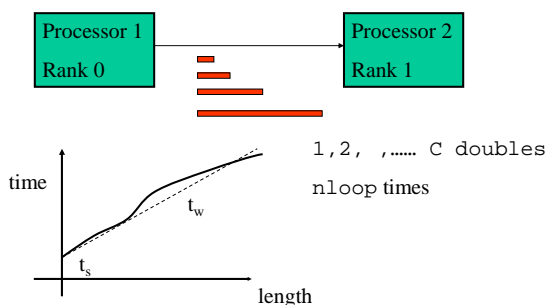 Processor 1
Rank 0
Processor 2
Rank 1
1,2, ,…… C doubles
nloop times
time
t_w
t_s
length